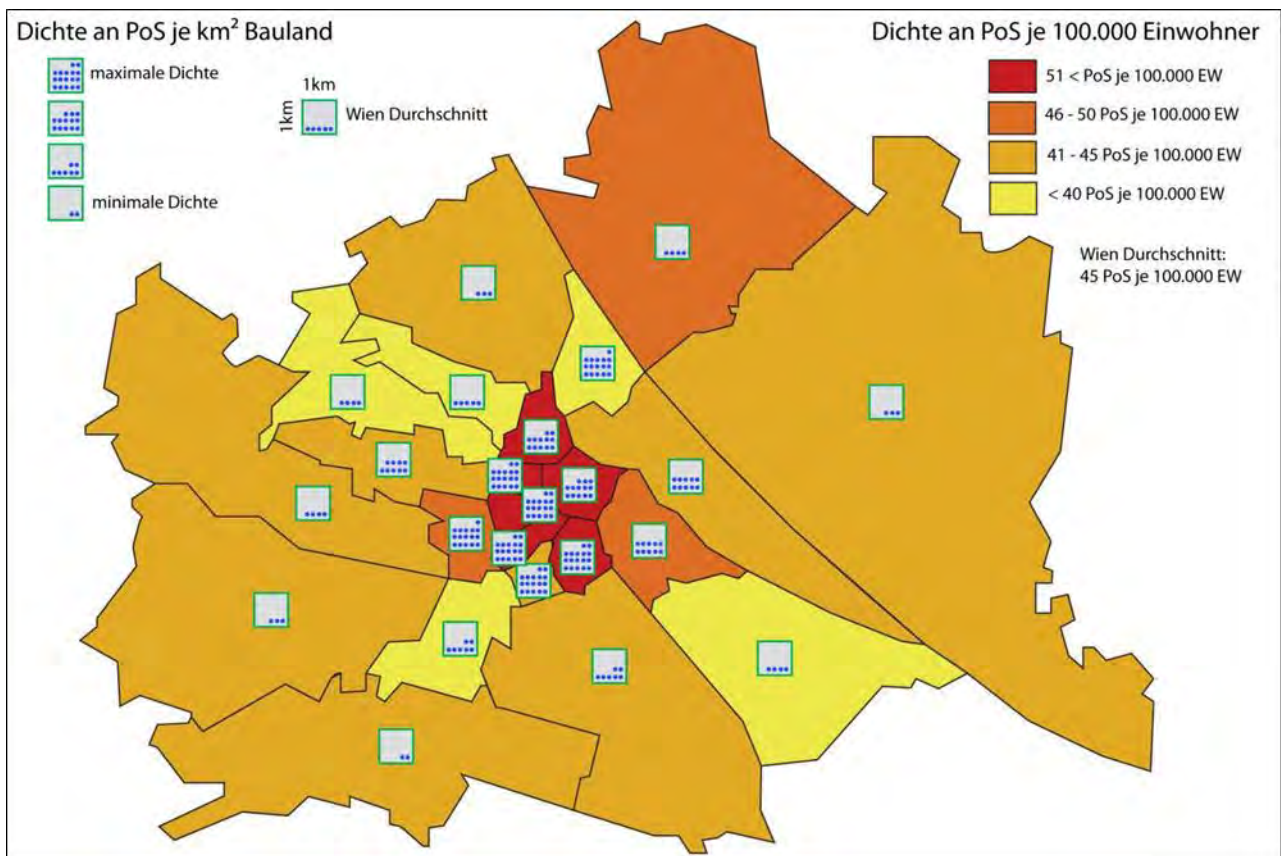 Dichte an PoS je km² Bauland
maximale Dichte
minimale Dichte
1km
1km
Wien Durchschnitt
Dichte an PoS je 100.000 Einwohner
51 < PoS je 100.000 EW
46 - 50 PoS je 100.000 EW
41 - 45 PoS je 100.000 EW
< 40 PoS je 100.000 EW
Wien Durchschnitt:
45 PoS je 100.000 EW